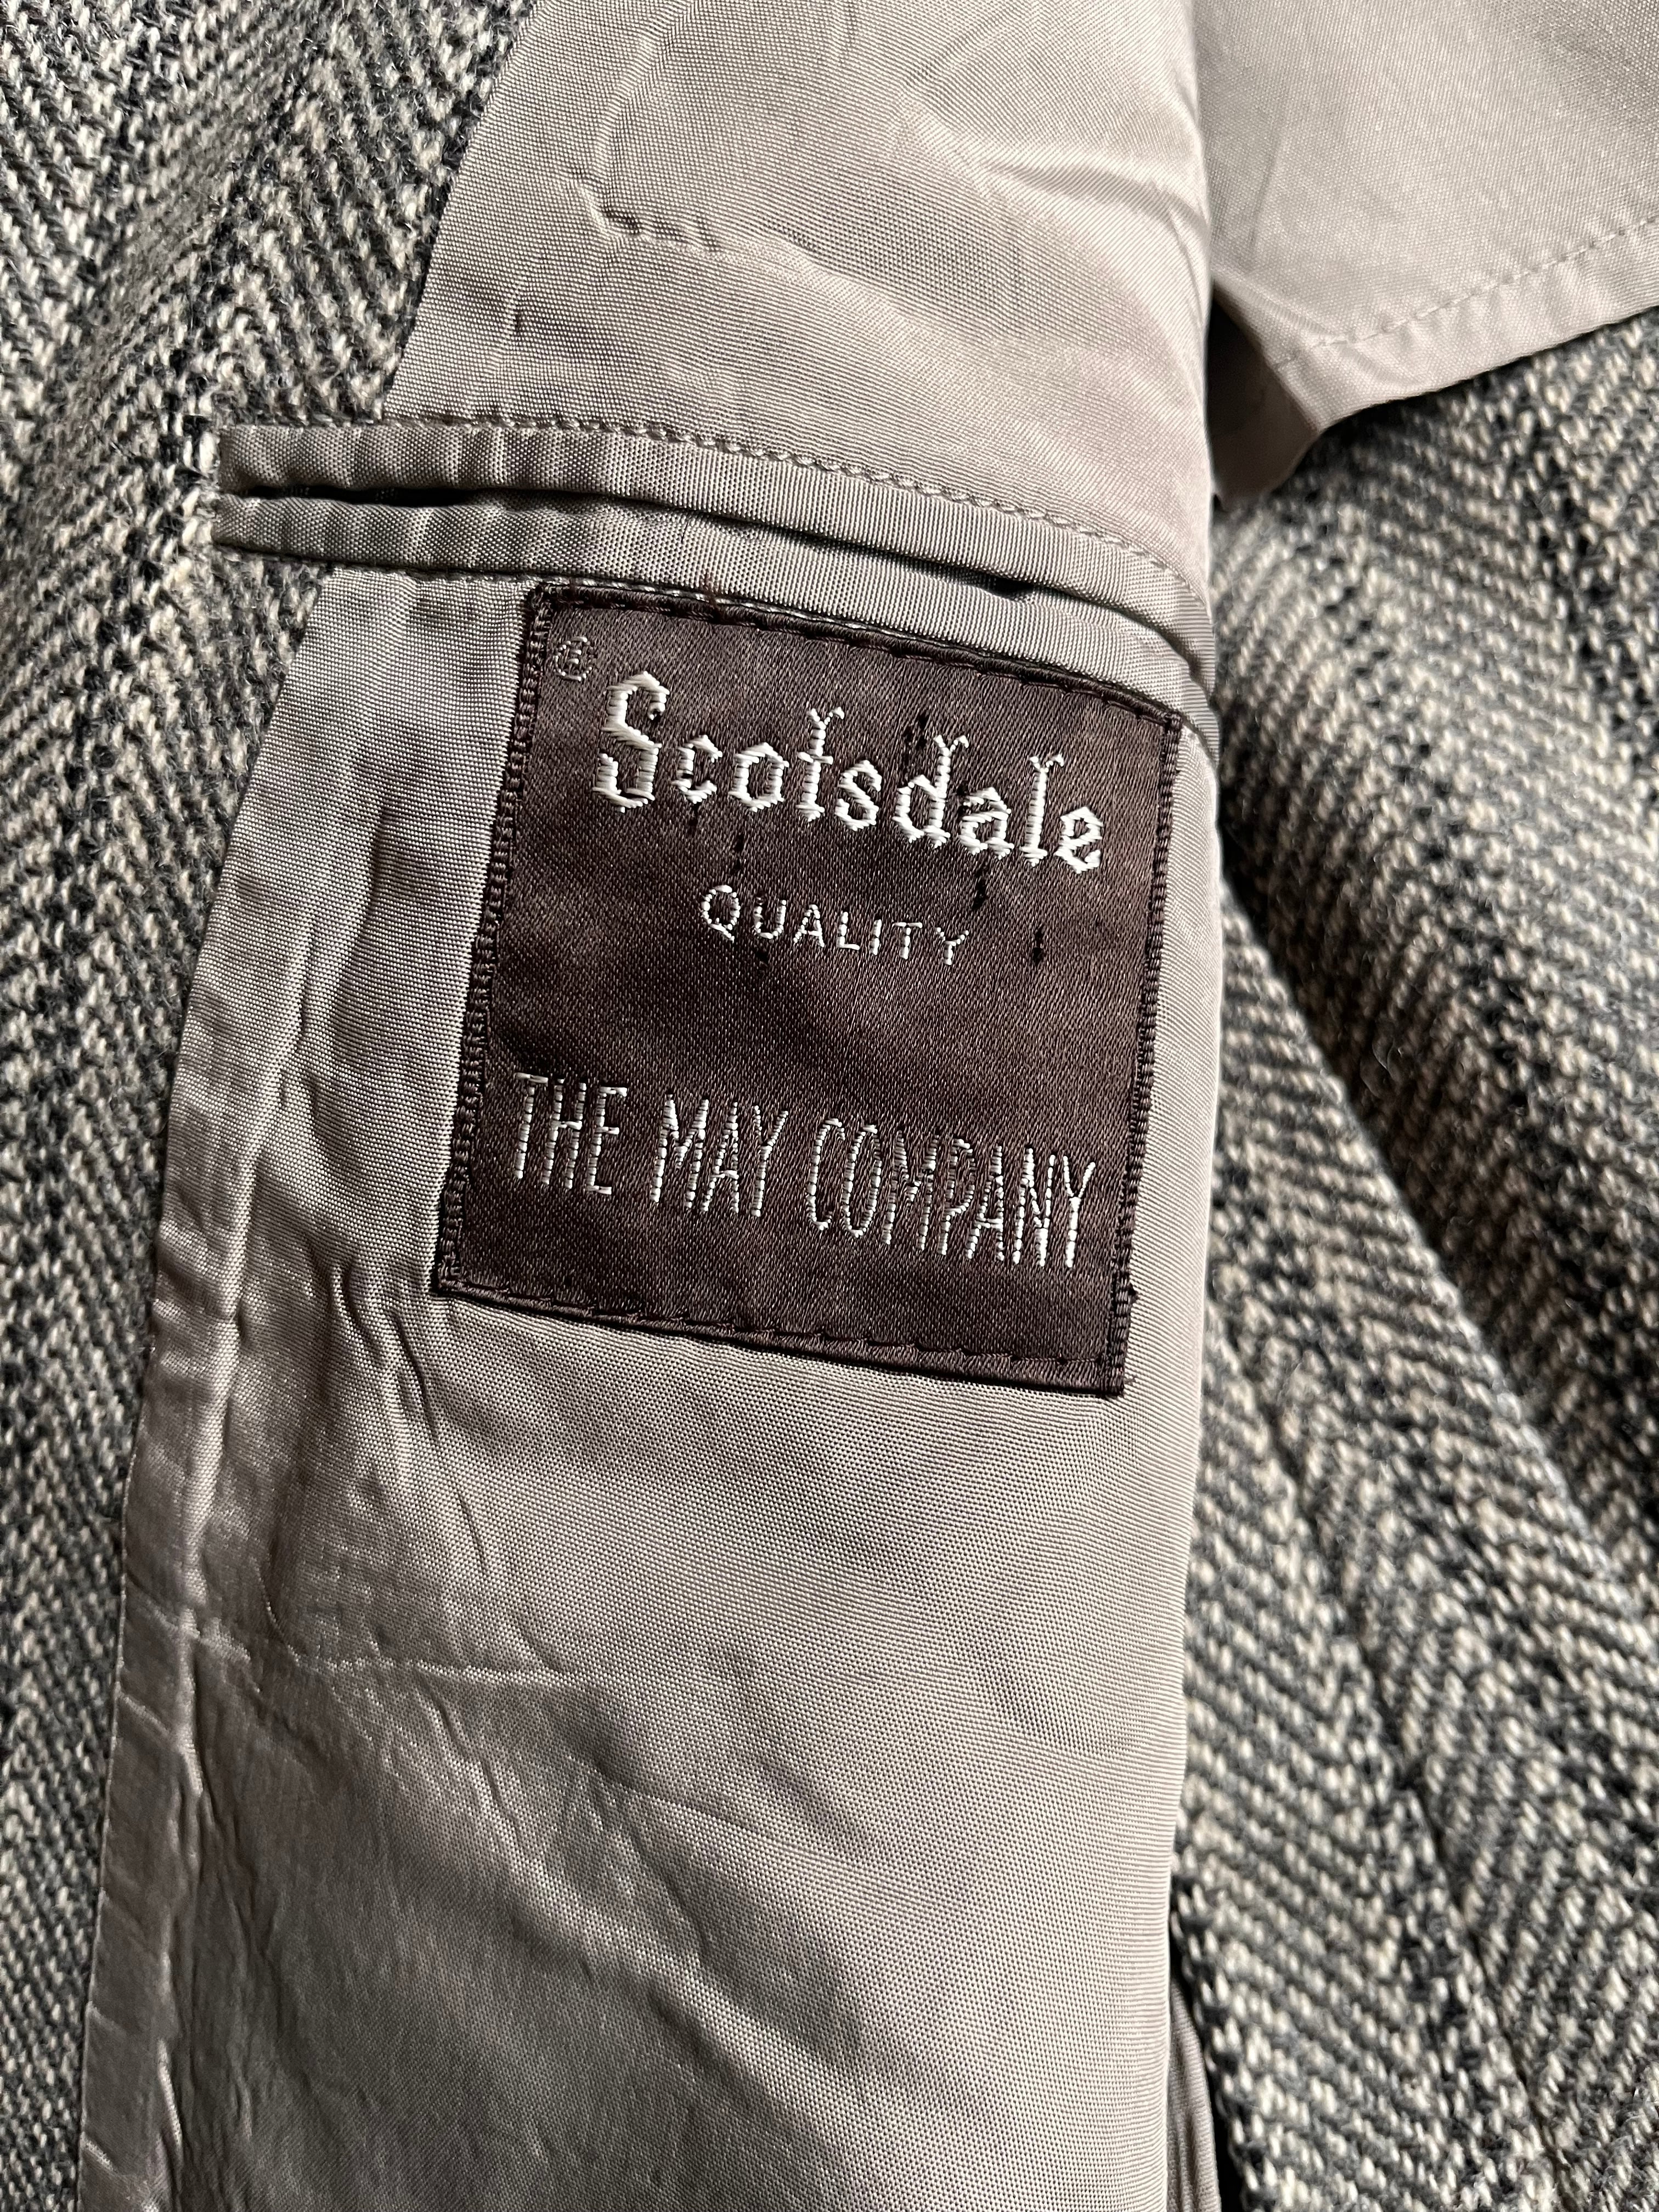 ® Scotsdale
QUALITY
THE MAY COMPANY